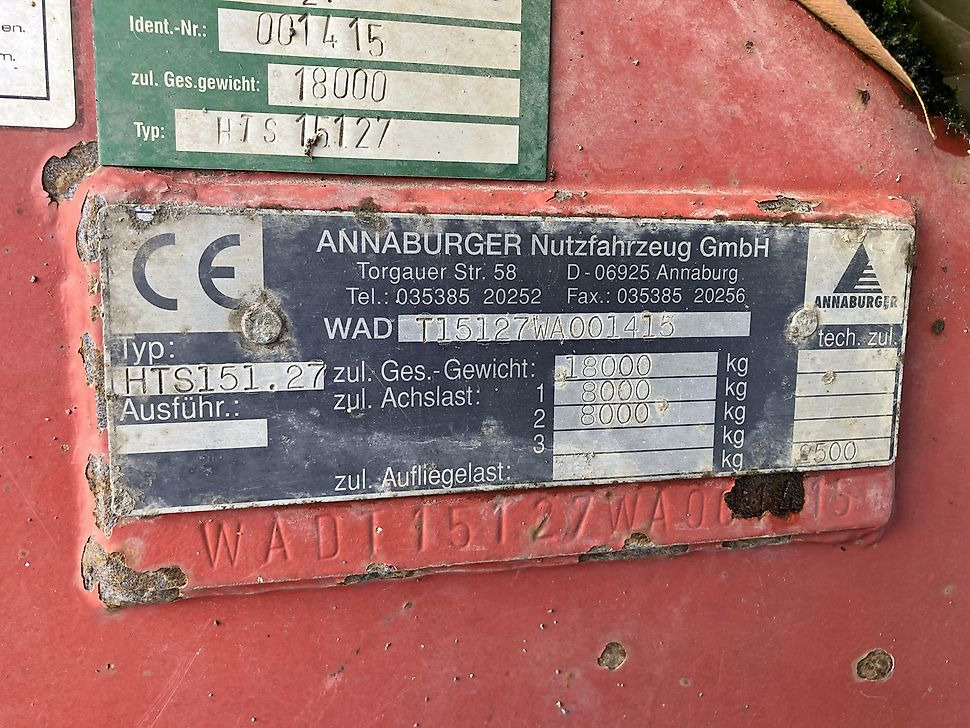 en.
m.
Ident.-Nr.: 001415
zul. Ges.gewicht: 18000
Typ: HTS 15127
CE
ANNABURGER Nutzfahrzeug GmbH
Torgauer Str. 58 D - 06925 Annaburg
Tel.: 035385 20252 Fax.: 035385 20256
ANNABURGER
WAD T15127WA001415
tech. zul.
Typ:
HTS151.27
Ausführ.:
zul. Ges.-Gewicht: 18000 kg
zul. Achslast: 1 8000 kg
2 8000 kg
3 kg
zul. Aufliegelast: kg
WADT15127WA001415